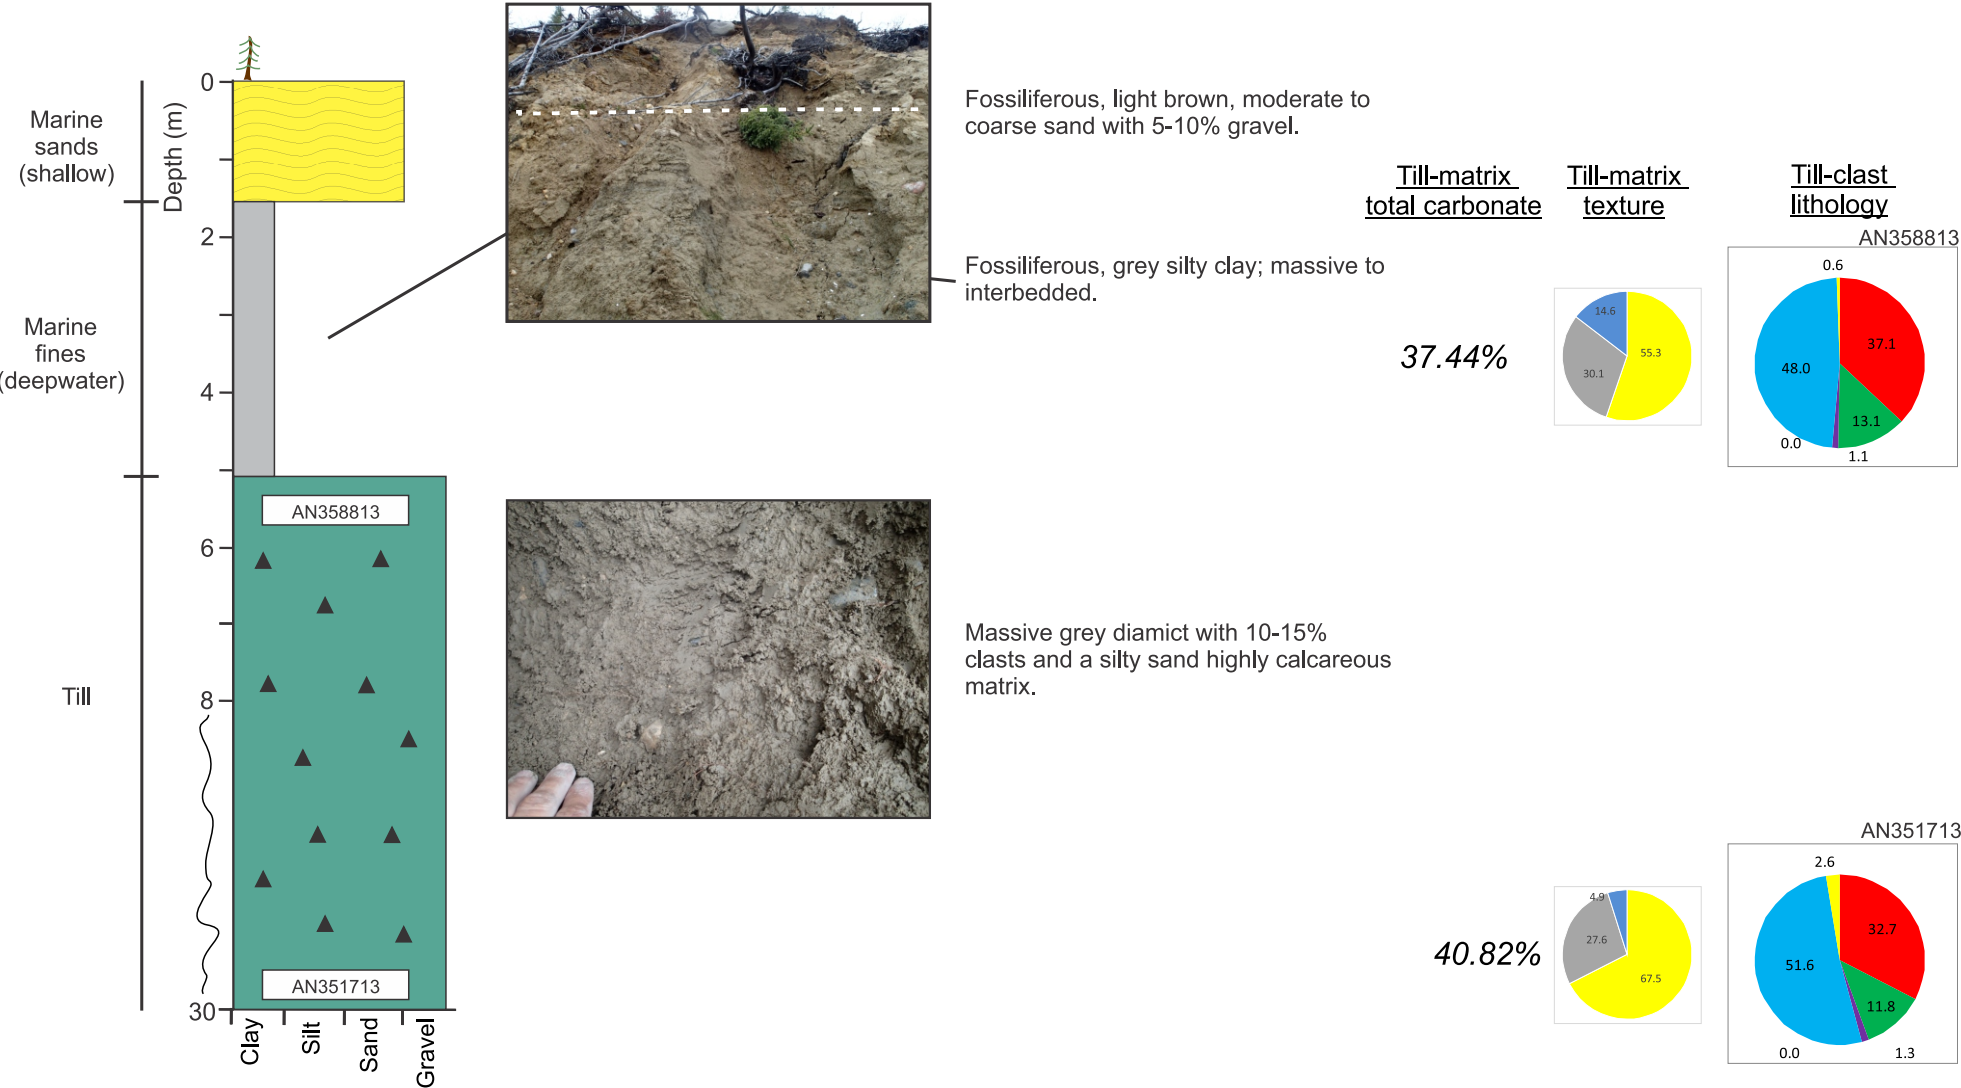 Marine
sands
(shallow)
Marine
fines
(deepwater)
Till
Depth (m)
0
2
4
6
8
30
AN358813
AN351713
Clay
Silt
Sand
Gravel
Fossiliferous, light brown, moderate to
coarse sand with 5-10% gravel.
Fossiliferous, grey silty clay; massive to
interbedded.
Massive grey diamict with 10-15%
clasts and a silty sand highly calcareous
matrix.
Till-matrix
total carbonate
Till-matrix
texture
Till-clast
lithology
AN358813
37.44%
14.6
55.3
30.1
0.6
37.1
48.0
13.1
0.0
1.1
AN351713
40.82%
4.9
27.6
67.5
2.6
32.7
51.6
11.8
0.0
1.3